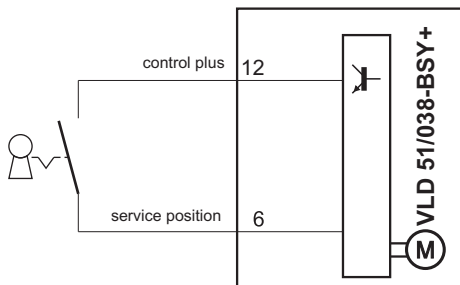 control plus
12
service position
6
VLD 51/038-BSY+
M